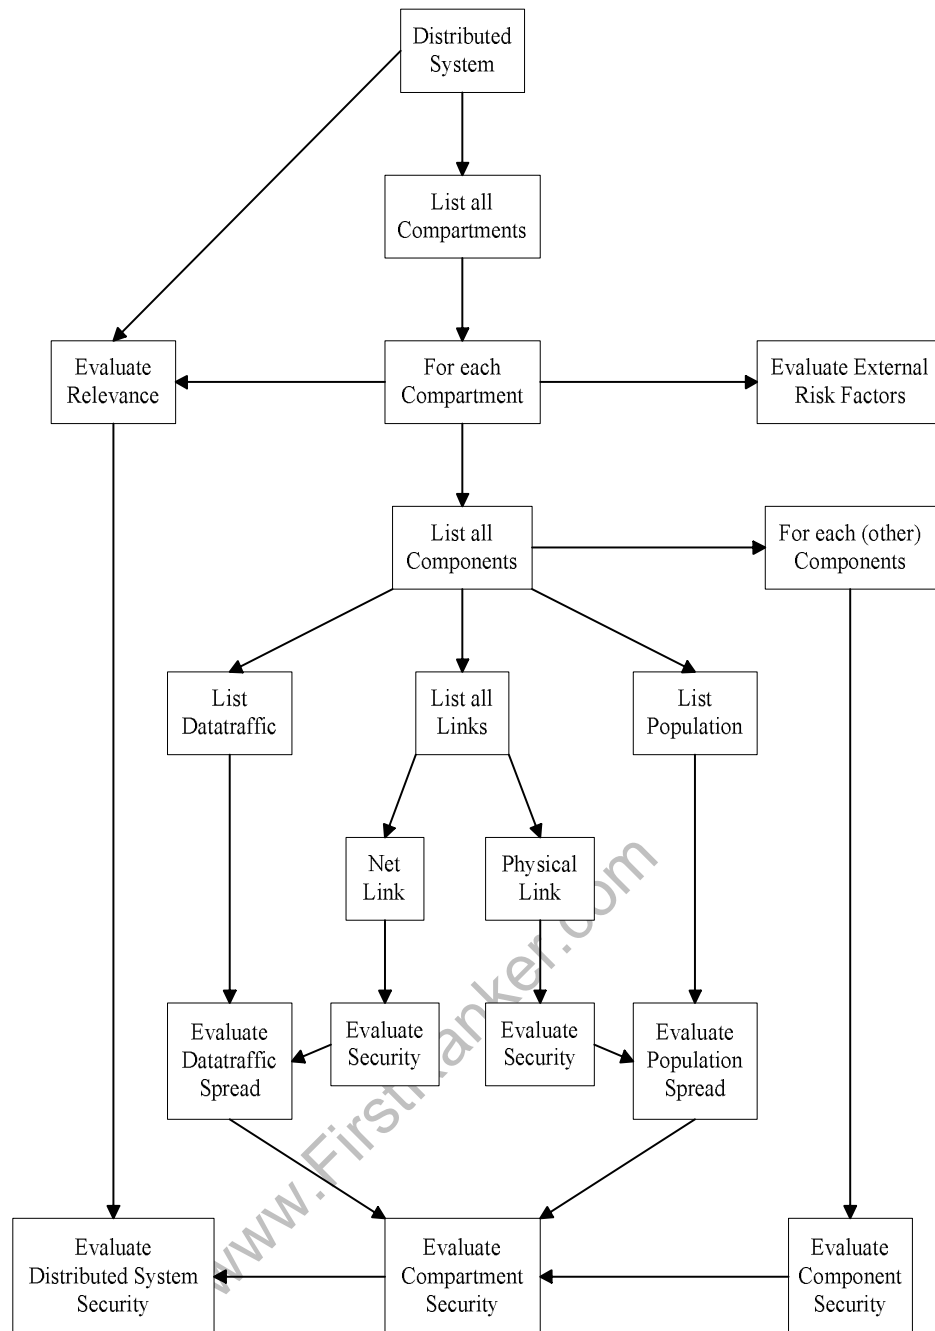 Distributed
System
List all
Compartments
Evaluate
Relevance
For each
Compartment
Evaluate External
Risk Factors
List all
Components
For each (other)
Components
List
Datatraffic
List all
Links
List
Population
Net
Link
Physical
Link
Evaluate
Datatraffic
Spread
Evaluate
Security
Evaluate
Security
Evaluate
Population
Spread
www.FirstRanker.com
Evaluate
Distributed System
Security
Evaluate
Compartment
Security
Evaluate
Component
Security